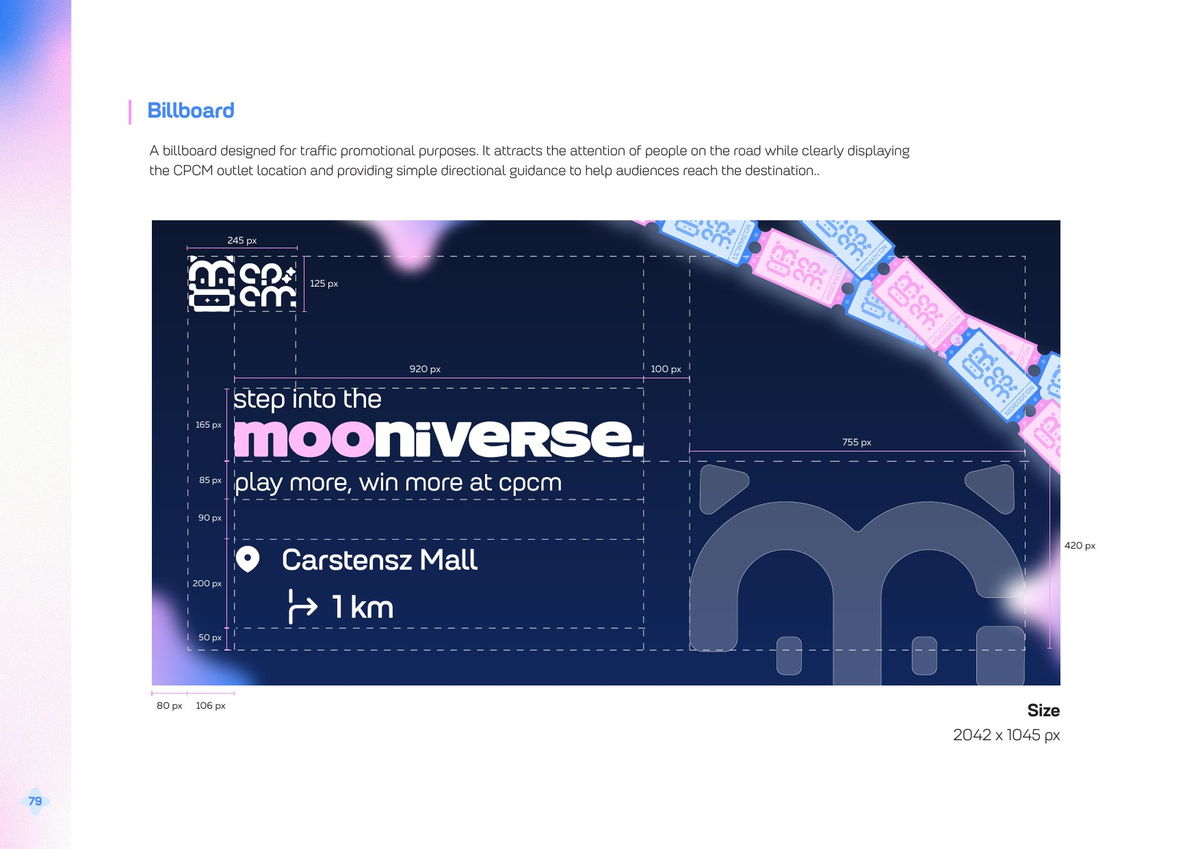 Billboard
A billboard designed for traffic promotional purposes. It attracts the attention of people on the road while clearly displaying
the CPCM outlet location and providing simple directional guidance to help audiences reach the destination..
245 px
cp
cm.
125 px
920 px
100 px
step into the
165 px
mooniverse.
755 px
85 px
play more, win more at cpcm
90 px
420 px
Carstensz Mall
200 px
1 km
50 px
80 px
106 px
Size
2042 x 1045 px
79